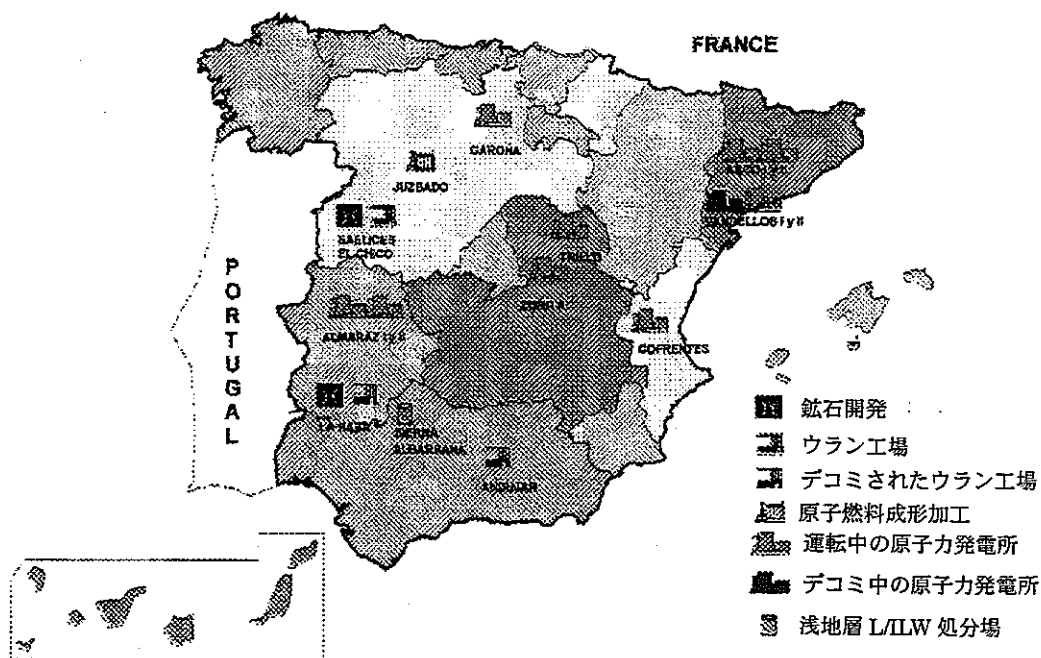 FRANCE
GAROÑA
JUZBADO
SAELICES
EL CHICO
VANDELLOS I y II
TRILLO
ZORITA
ALMARAZ I y II
COFRENTES
SIERRA
ALBARRANA
ANDUJAR
PORTUGAL
鉱石開発
ウラン工場
デコミされたウラン工場
原子燃料成形加工
運転中の原子力発電所
デコミ中の原子力発電所
浅地層 L/ILW 処分場